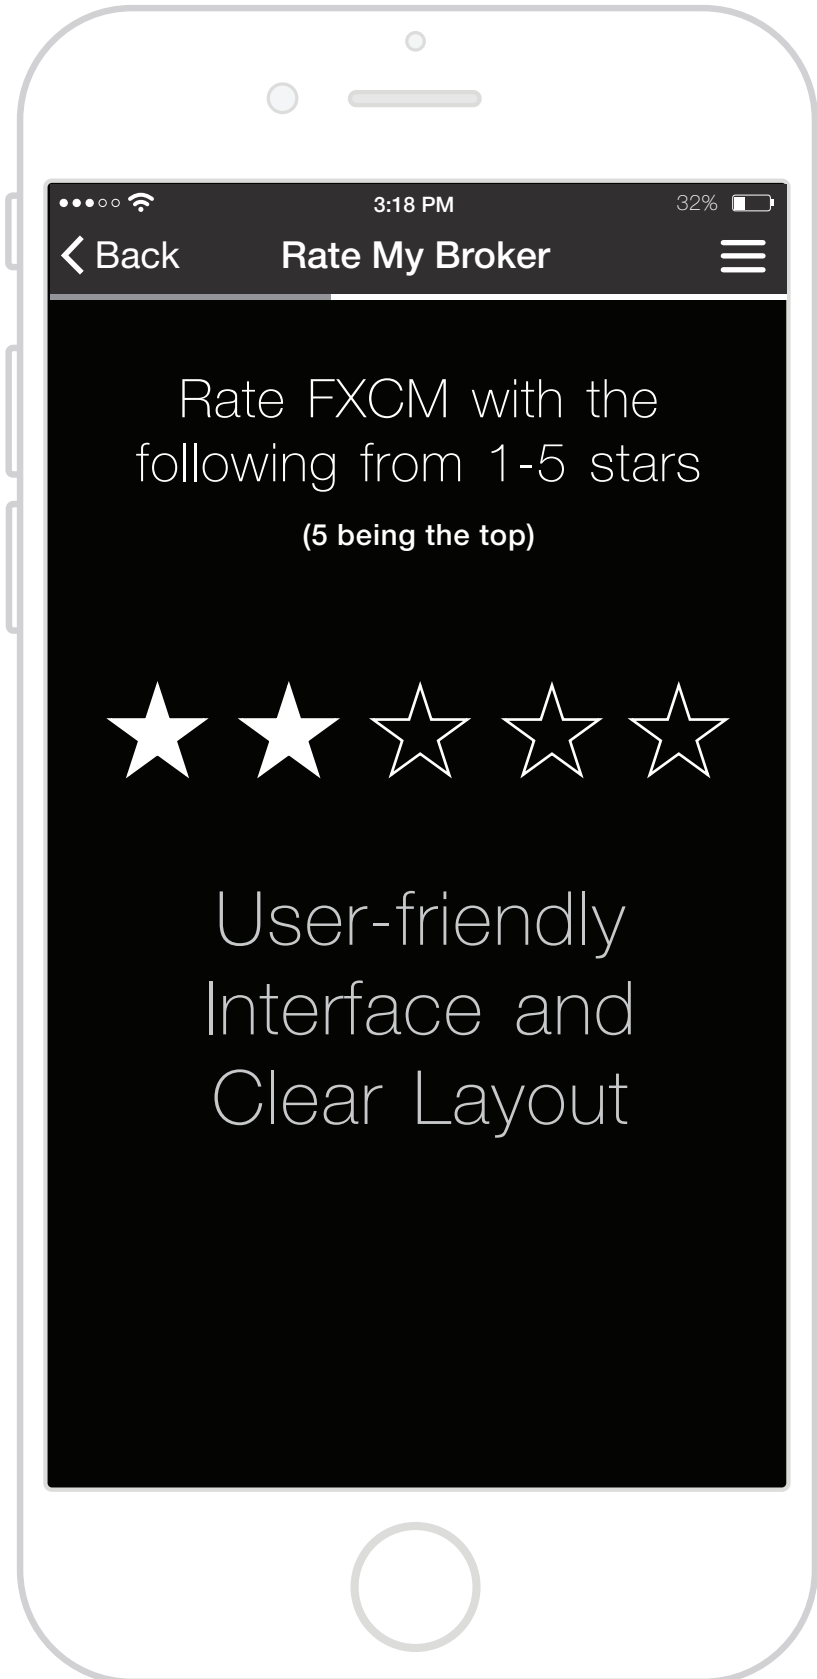 3:18 PM 32%
Back Rate My Broker
Rate FXCM with the
following from 1-5 stars
(5 being the top)
User-friendly
Interface and
Clear Layout